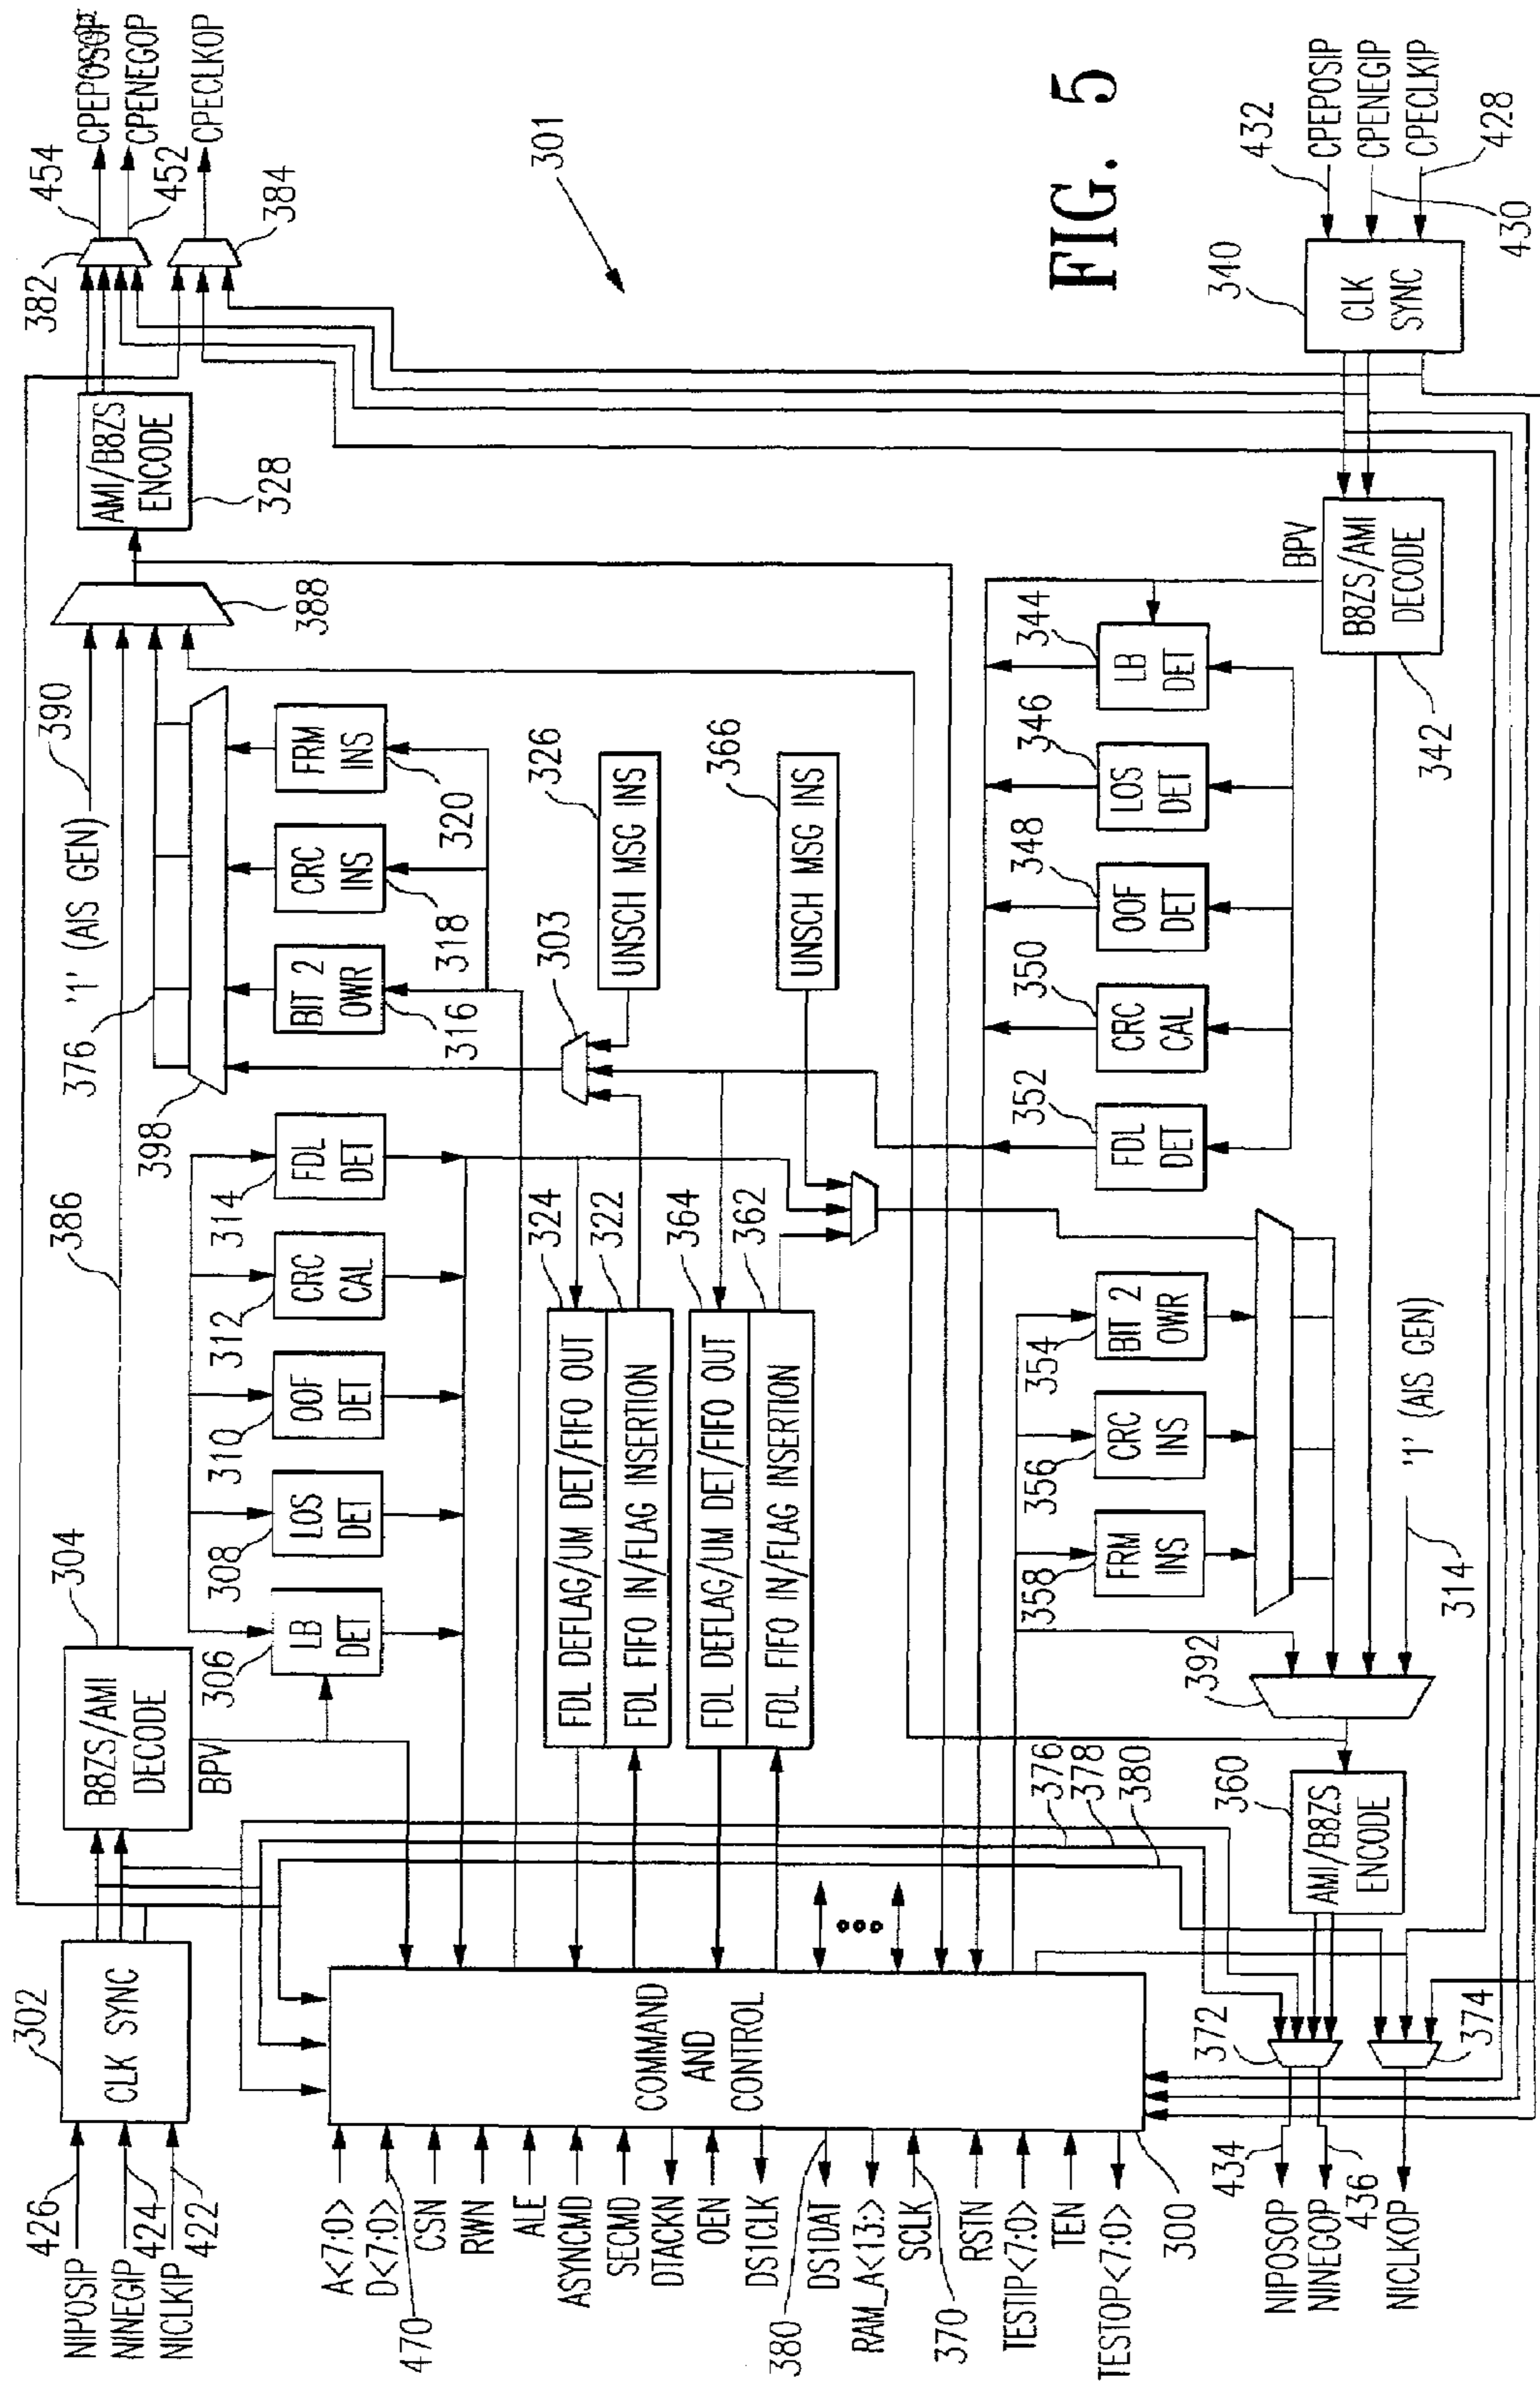 FIG. 5
301
NIPOSIP
426
NINEGIP
424
NICLKIP
422
302
CLK SYNC
304
B8ZS/AMI
DECODE
BPV
386
376
'1' (AIS GEN)
390
388
AMI/B8ZS
ENCODE
328
382
454
CPENEGOP
452
CPECLKOP
384
306
LB
DET
308
LOS
DET
310
OOF
DET
312
CRC
CAL
314
FDL
DET
398
BIT 2
OWR
316
CRC
INS
318
FRM
INS
320
303
UNSCH MSG INS
326
UNSCH MSG INS
366
FDL DEFLAG/UM DET/FIFO OUT
324
FDL FIFO IN/FLAG INSERTION
322
FDL DEFLAG/UM DET/FIFO OUT
364
FDL FIFO IN/FLAG INSERTION
362
COMMAND
AND
CONTROL
A<7:0>
D<7:0>
470
CSN
RWN
ALE
ASYNCMD
SECMD
DTACKN
OEN
DS1CLK
DS1DAT
380
RAM_A<13:>
SCLK
370
RSTN
TESTIP<7:0>
TEN
TESTOP<7:0>
300
376
378
380
352
FDL
DET
350
CRC
CAL
348
OOF
DET
346
LOS
DET
344
LB
DET
BPV
B8ZS/AMI
DECODE
342
340
CLK
SYNC
432
CPEPOSIP
CPENEGIP
430
CPECLKIP
428
358
FRM
INS
356
CRC
INS
354
BIT 2
OWR
392
'1' (AIS GEN)
314
360
AMI/B8ZS
ENCODE
372
374
NIPOSOP
434
NINEGOP
436
NICLKOP